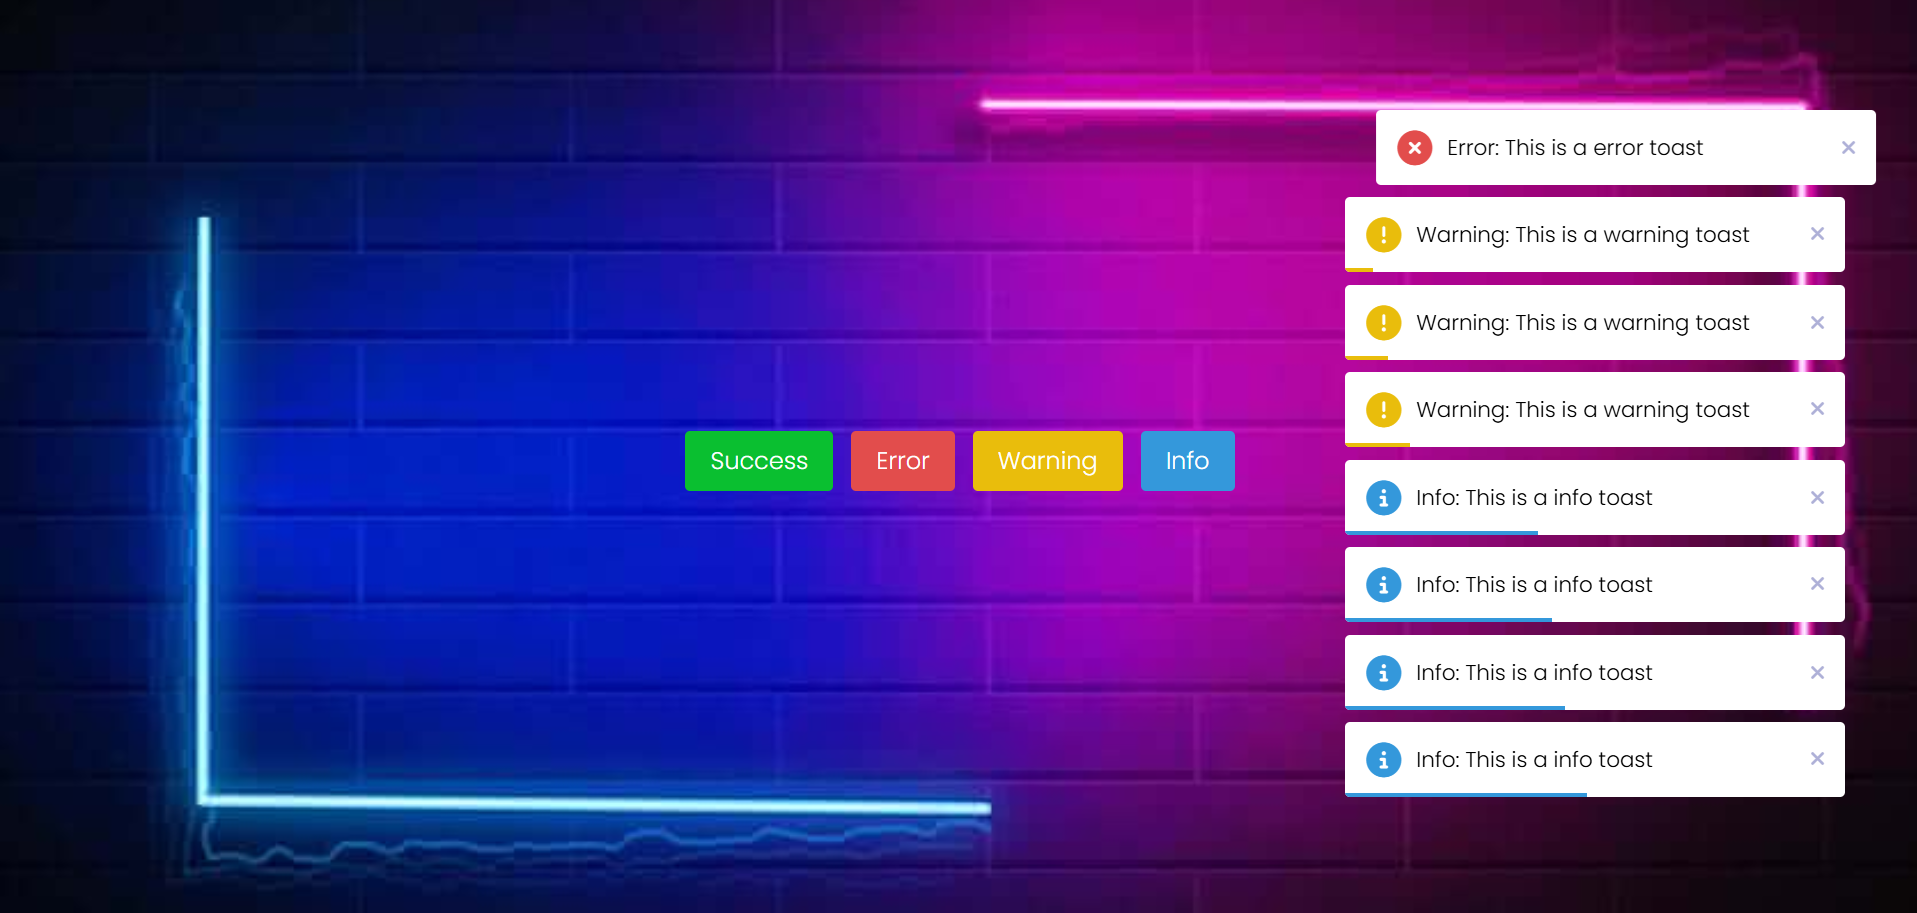 Success
Error
Warning
Info
Error: This is a error toast
Warning: This is a warning toast
Warning: This is a warning toast
Warning: This is a warning toast
Info: This is a info toast
Info: This is a info toast
Info: This is a info toast
Info: This is a info toast